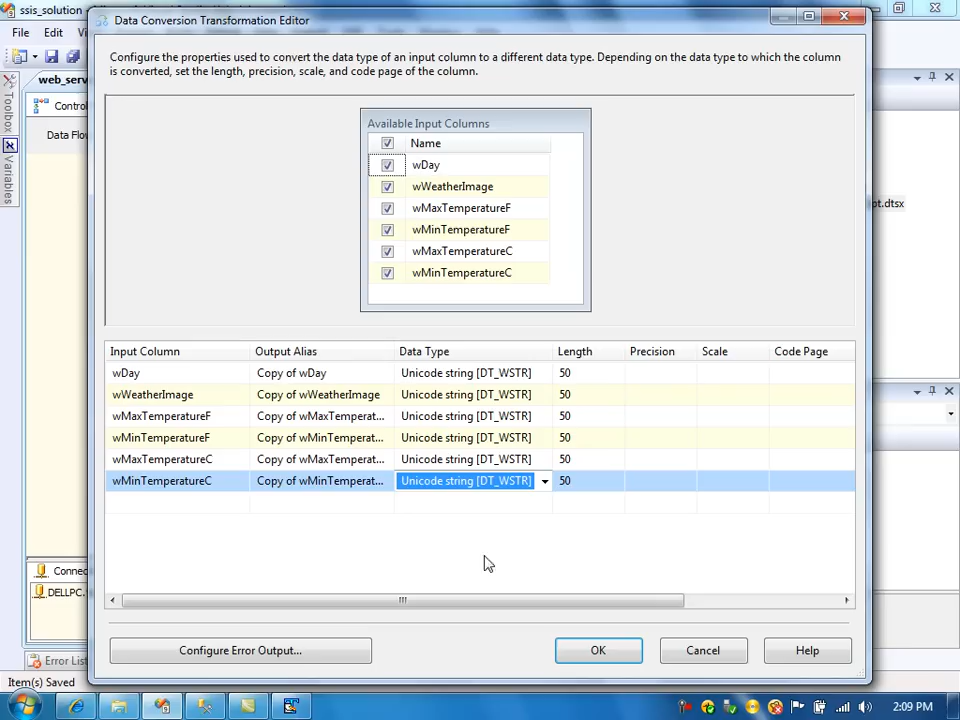 ssis_solution
Data Conversion Transformation Editor
File Edit
Configure the properties used to convert the data type of an input column to a different data type. Depending on the data type to which the column
is converted, set the length, precision, scale, and code page of the column.
web_serv
Toolbox
Variables
Control
Data Flo
Available Input Columns
Name
wDay
wWeatherImage
wMaxTemperatureF
wMinTemperatureF
wMaxTemperatureC
wMinTemperatureC
pt.dtsx
Input Column Output Alias Data Type Length Precision Scale Code Page
wDay Copy of wDay Unicode string [DT_WSTR] 50
wWeatherImage Copy of wWeatherImage Unicode string [DT_WSTR] 50
wMaxTemperatureF Copy of wMaxTemperat... Unicode string [DT_WSTR] 50
wMinTemperatureF Copy of wMinTemperat... Unicode string [DT_WSTR] 50
wMaxTemperatureC Copy of wMaxTemperat... Unicode string [DT_WSTR] 50
wMinTemperatureC Copy of wMinTemperat... Unicode string [DT_WSTR] 50
Connec
DELLPC.
Configure Error Output... OK Cancel Help
Error List
Item(s) Saved
2:09 PM